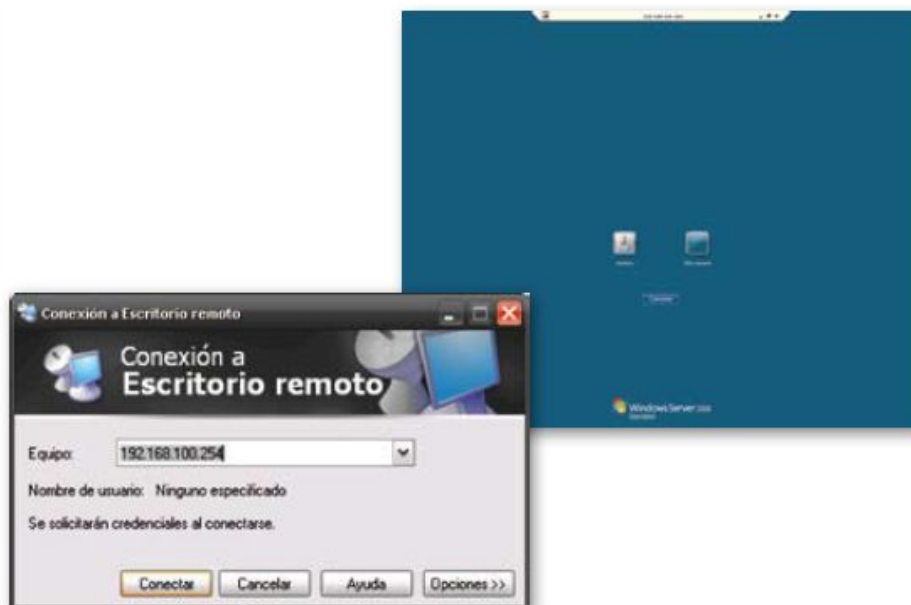 Windows Server 2008
Conexión a Escritorio remoto
Conexión a
Escritorio remoto
Equipo: 192.168.100.254
Nombre de usuario: Ninguno especificado
Se solicitarán credenciales al conectarse.
Conectar Cancelar Ayuda Opciones >>